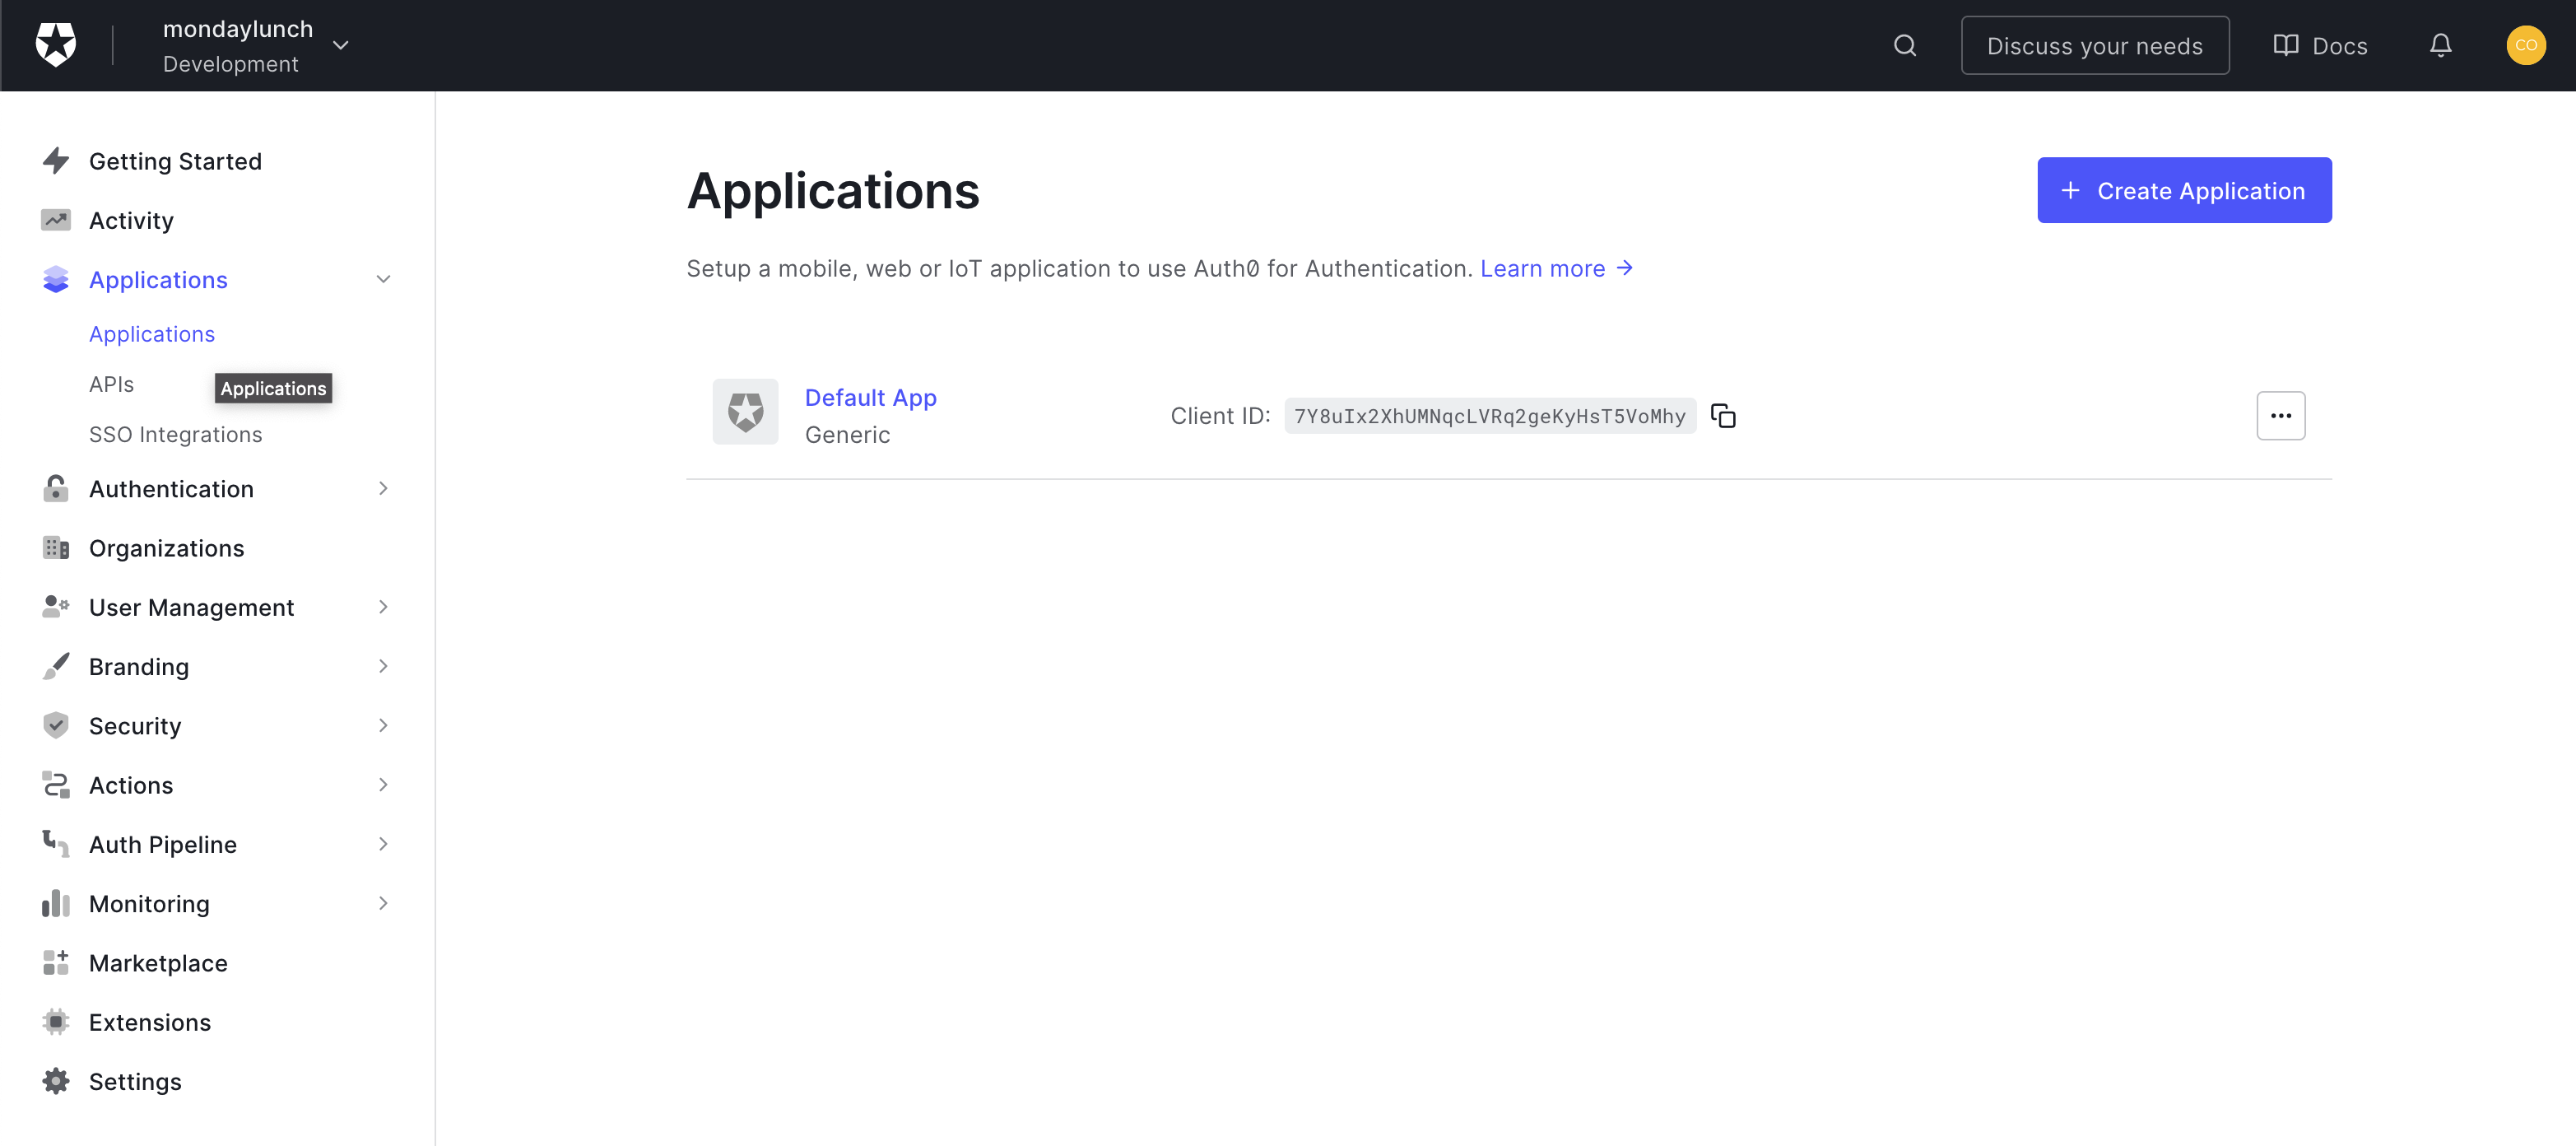 mondaylunch
Development
Discuss your needs
Docs
CO
Getting Started
Activity
Applications
Applications
APIs
Applications
SSO Integrations
Authentication
Organizations
User Management
Branding
Security
Actions
Auth Pipeline
Monitoring
Marketplace
Extensions
Settings
Applications
+ Create Application
Setup a mobile, web or IoT application to use Auth0 for Authentication. Learn more →
Default App
Generic
Client ID: 7Y8uIx2XhUMNqcLVRq2geKyHsT5VoMhy